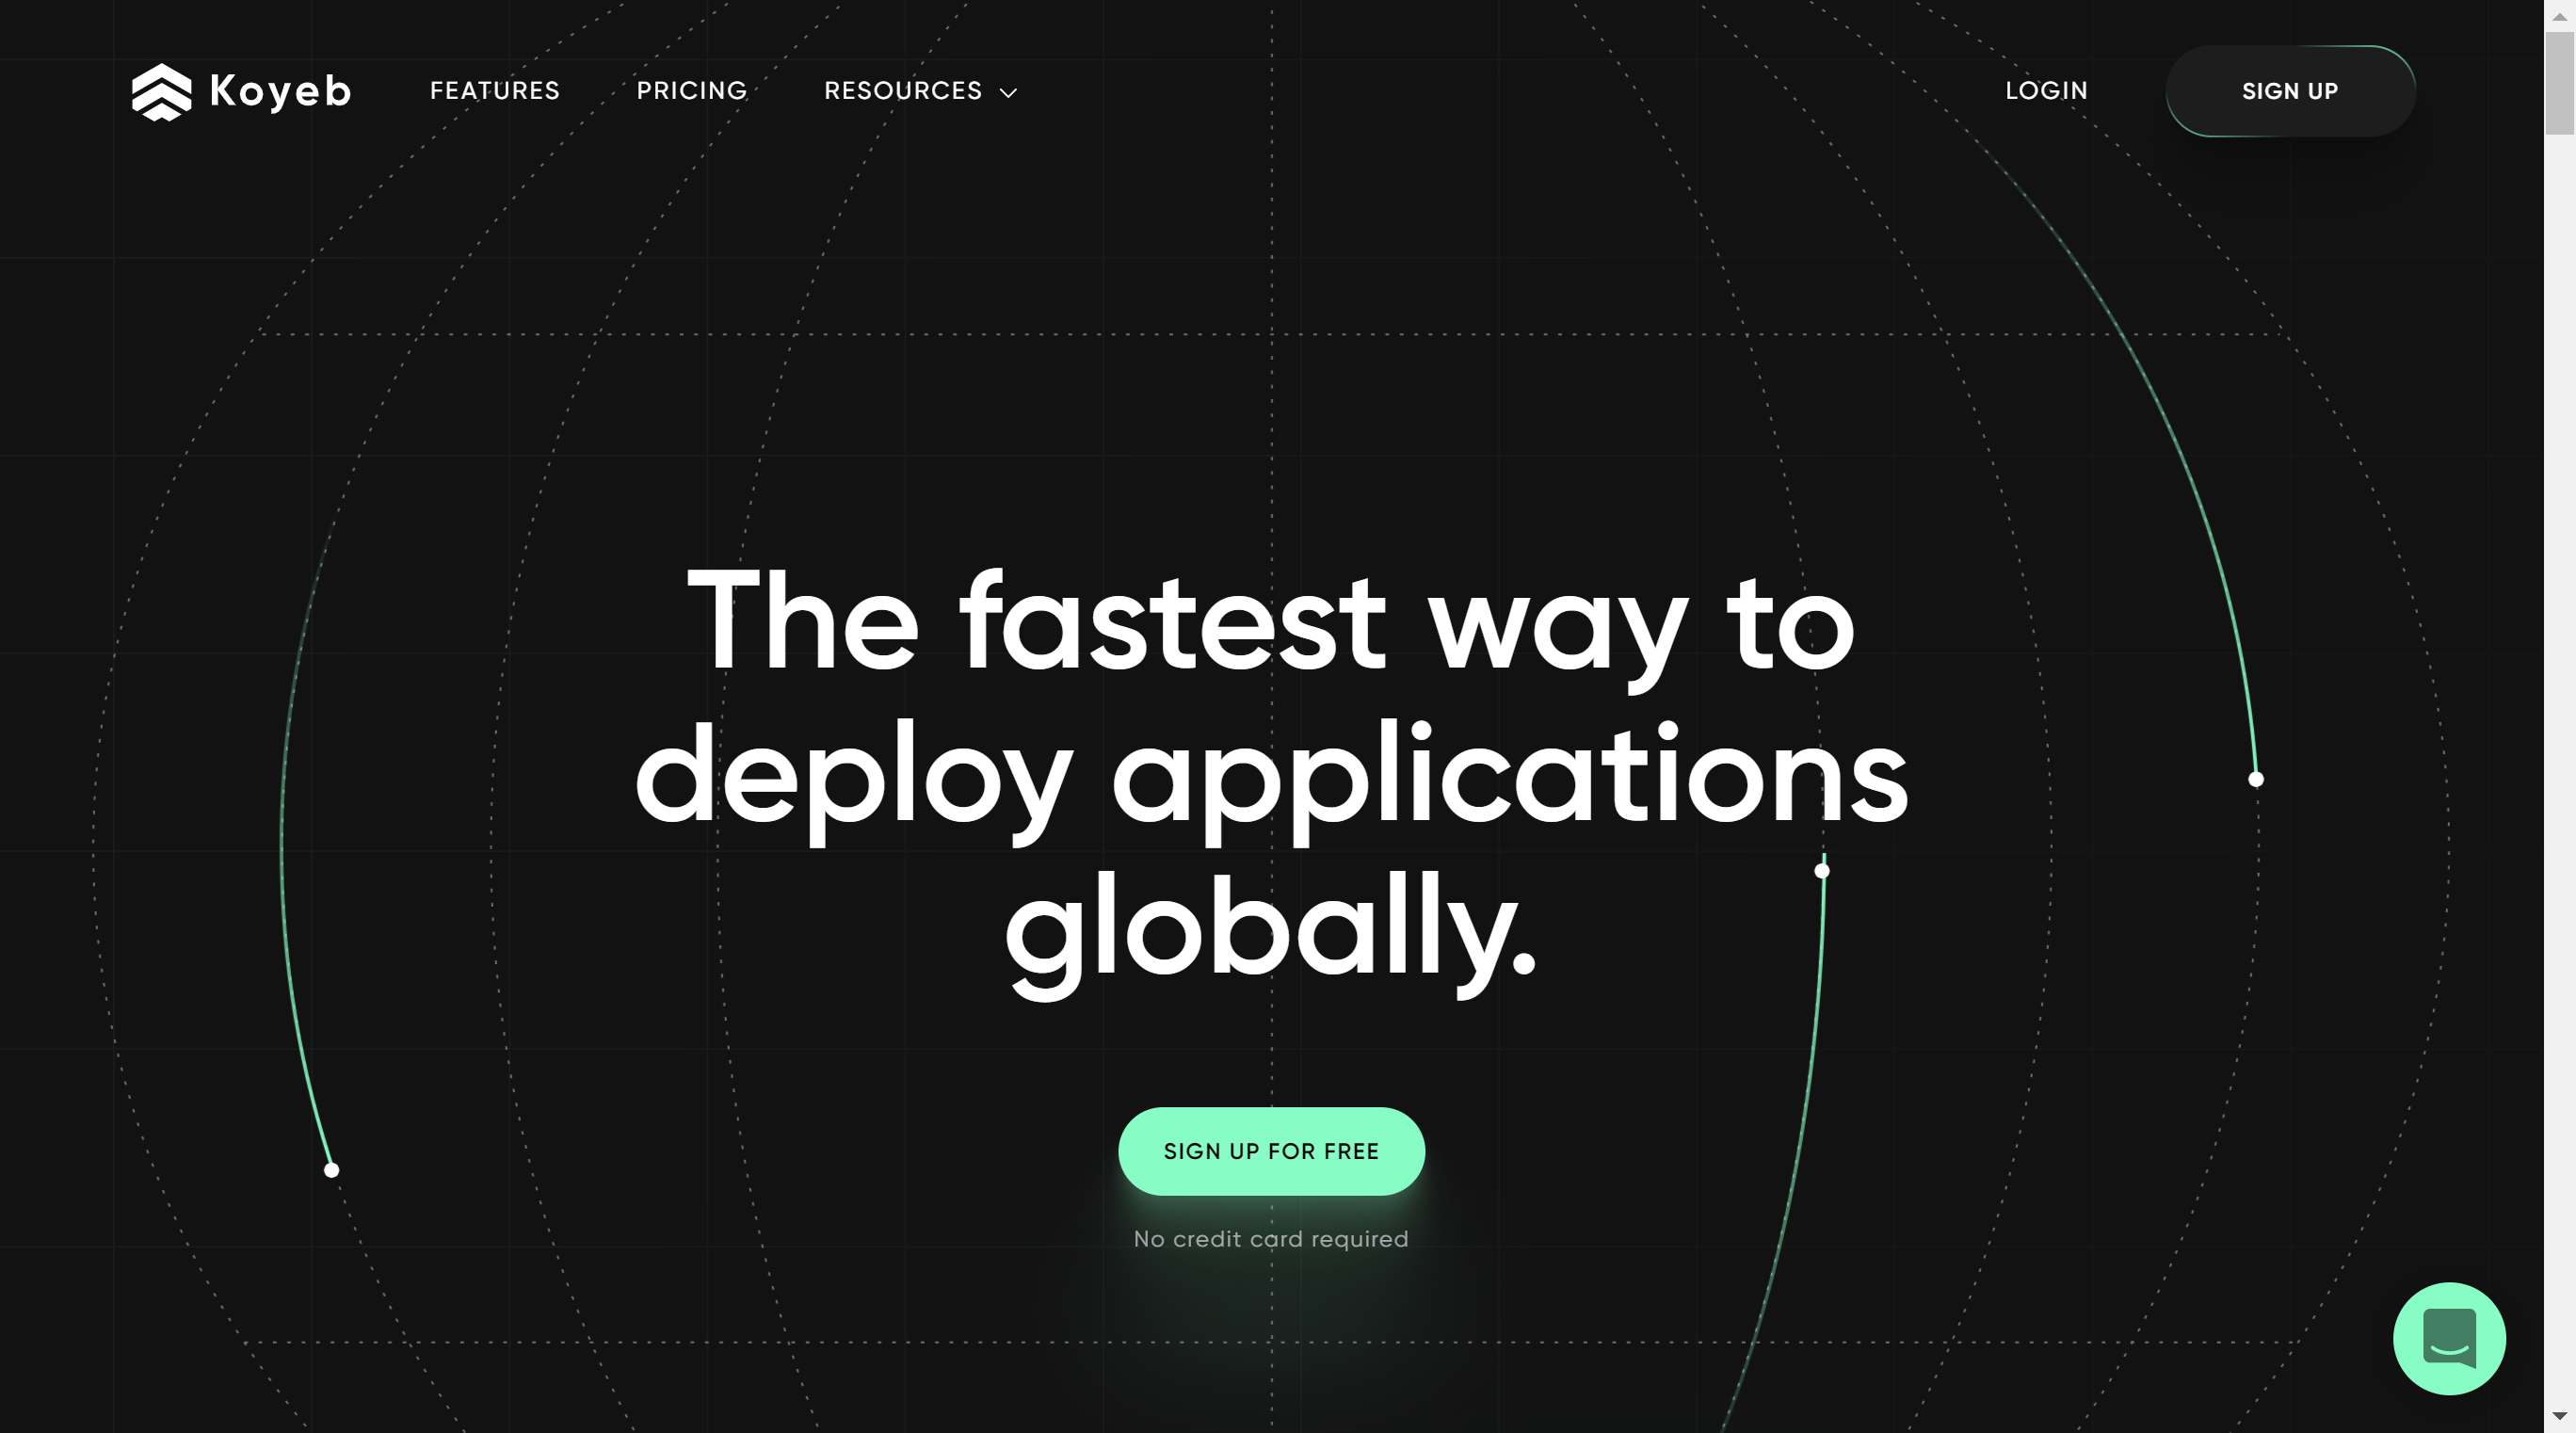 Koyeb
FEATURES
PRICING
RESOURCES
LOGIN
SIGN UP
The fastest way to
deploy applications
globally.
SIGN UP FOR FREE
No credit card required